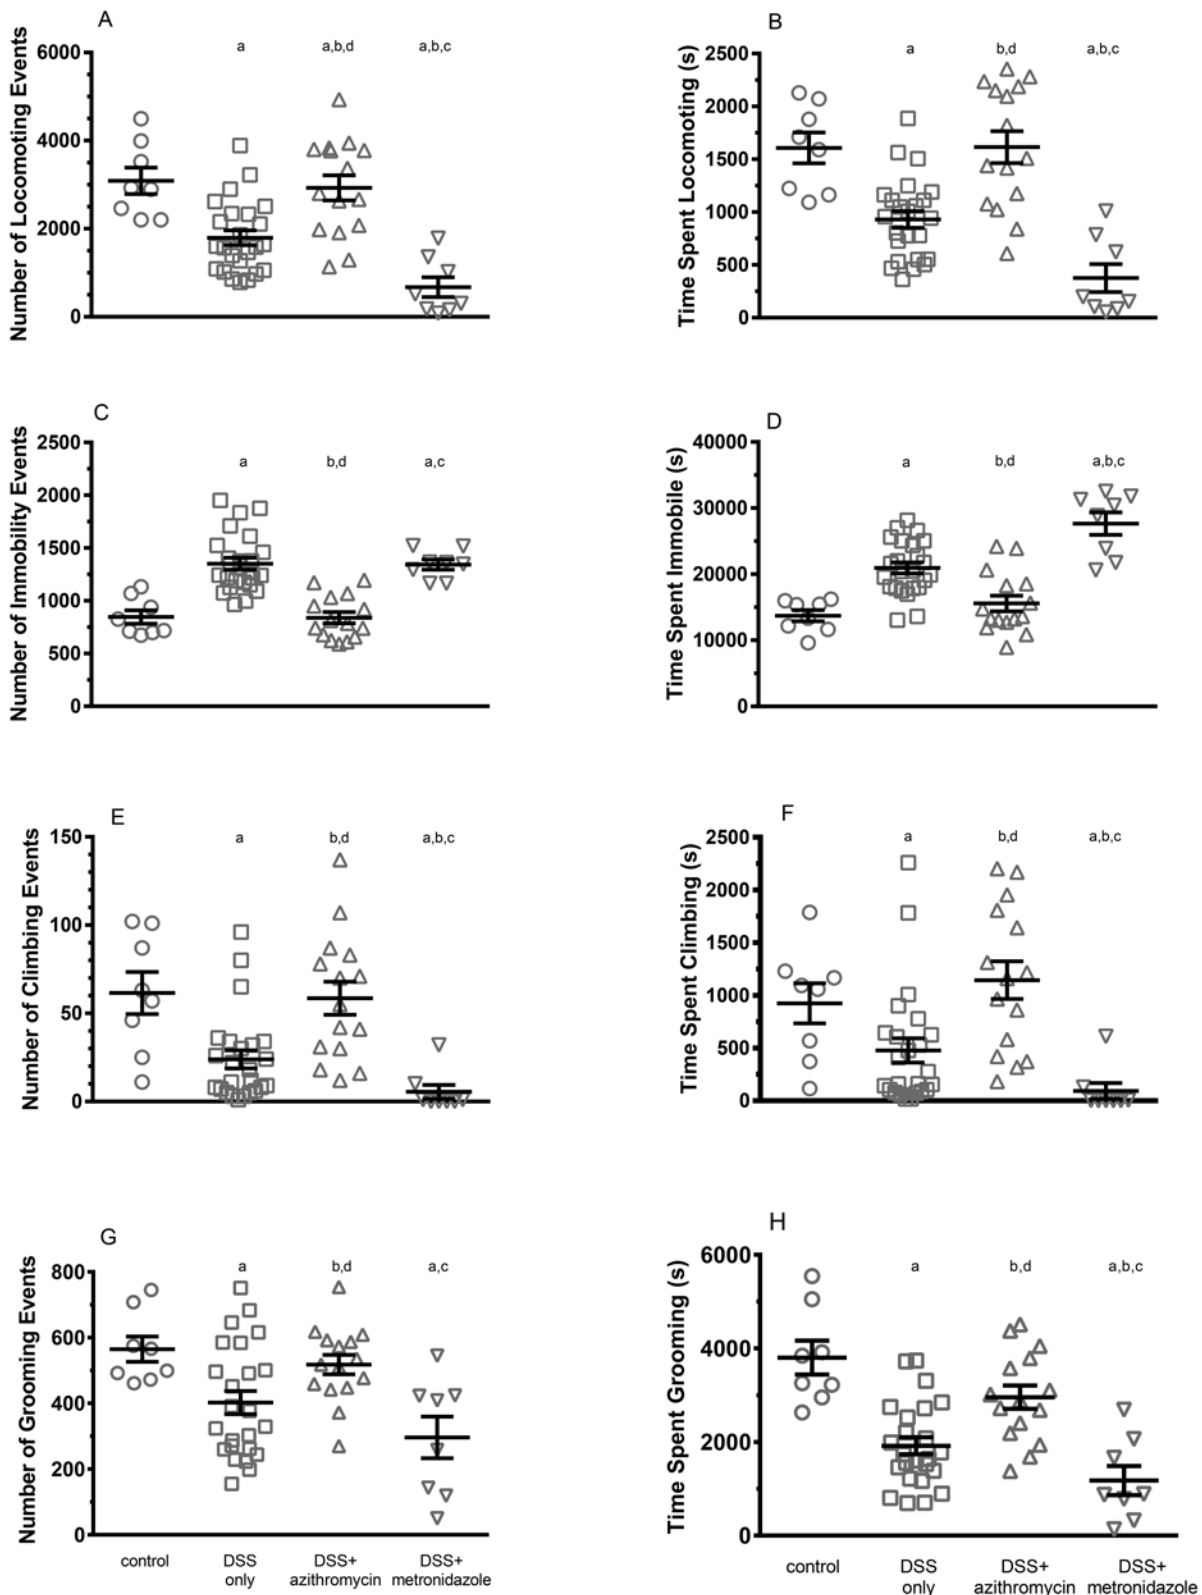 A
Number of Locomoting Events
6000
4000
2000
0
a
a,b,d
a,b,c
B
Time Spent Locomoting (s)
2500
2000
1500
1000
500
0
a
b,d
a,b,c
C
Number of Immobility Events
2500
2000
1500
1000
500
0
a
b,d
a,c
D
Time Spent Immobile (s)
40000
30000
20000
10000
0
a
b,d
a,b,c
E
Number of Climbing Events
150
100
50
0
a
b,d
a,b,c
F
Time Spent Climbing (s)
2500
2000
1500
1000
500
0
a
b,d
a,b,c
G
Number of Grooming Events
800
600
400
200
0
a
b,d
a,c
control
DSS
only
DSS+
azithromycin
DSS+
metronidazole
H
Time Spent Grooming (s)
6000
4000
2000
0
a
b,d
a,b,c
control
DSS
only
DSS+
azithromycin
DSS+
metronidazole